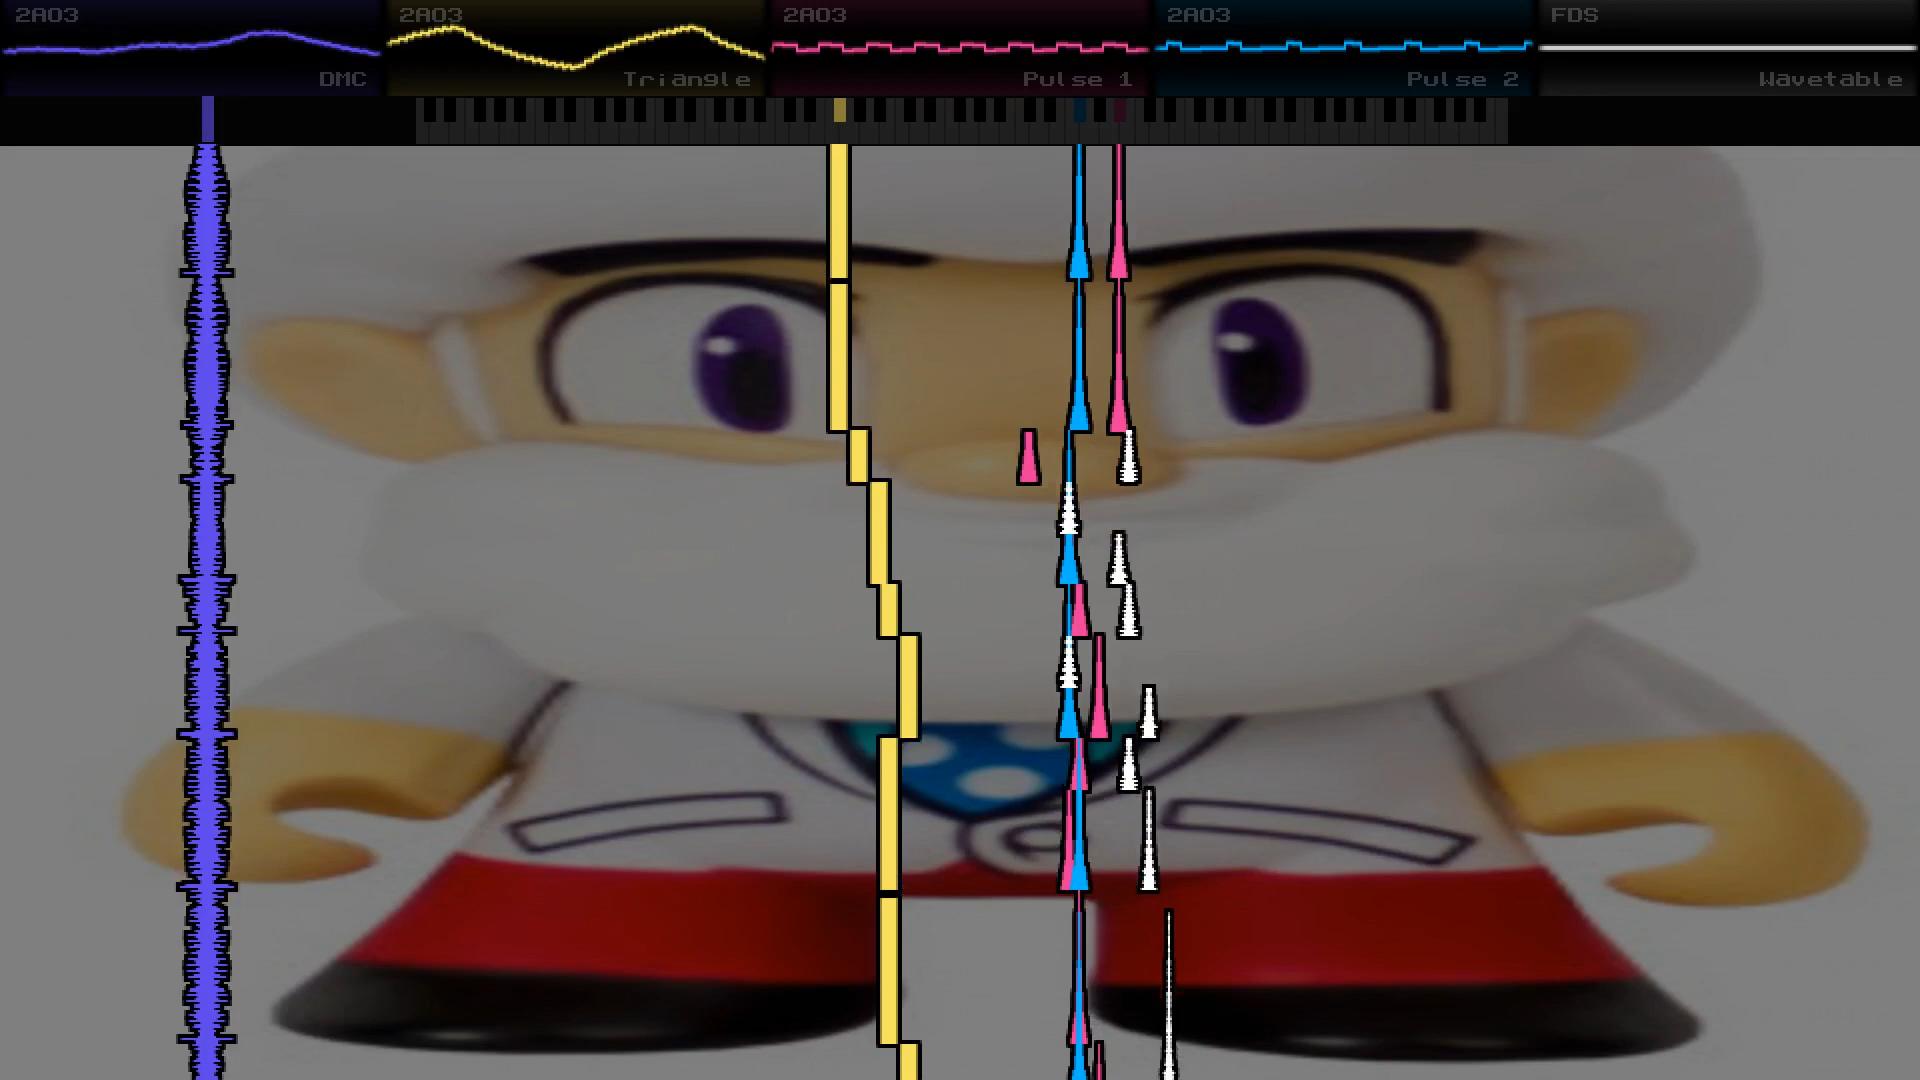 2A03
DMC
2A03
Triangle
2A03
Pulse 1
2A03
Pulse 2
FDS
Wavetable